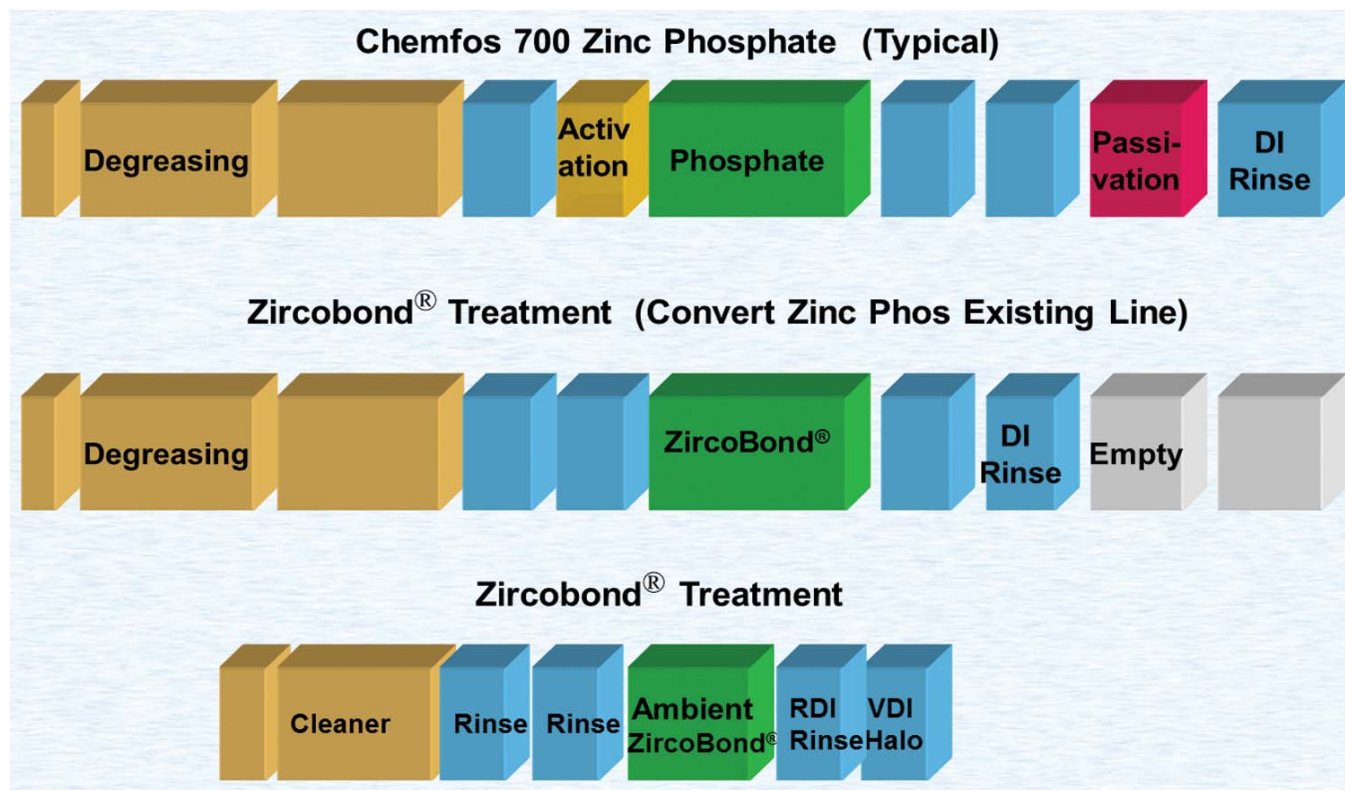 Chemfos 700 Zinc Phosphate (Typical)
Degreasing
Activ
ation
Phosphate
Passi-
vation
DI
Rinse
Zircobond® Treatment (Convert Zinc Phos Existing Line)
Degreasing
ZircoBond®
DI
Rinse
Empty
Zircobond® Treatment
Cleaner
Rinse
Rinse
Ambient
ZircoBond®
RDI
Rinse
VDI
Halo